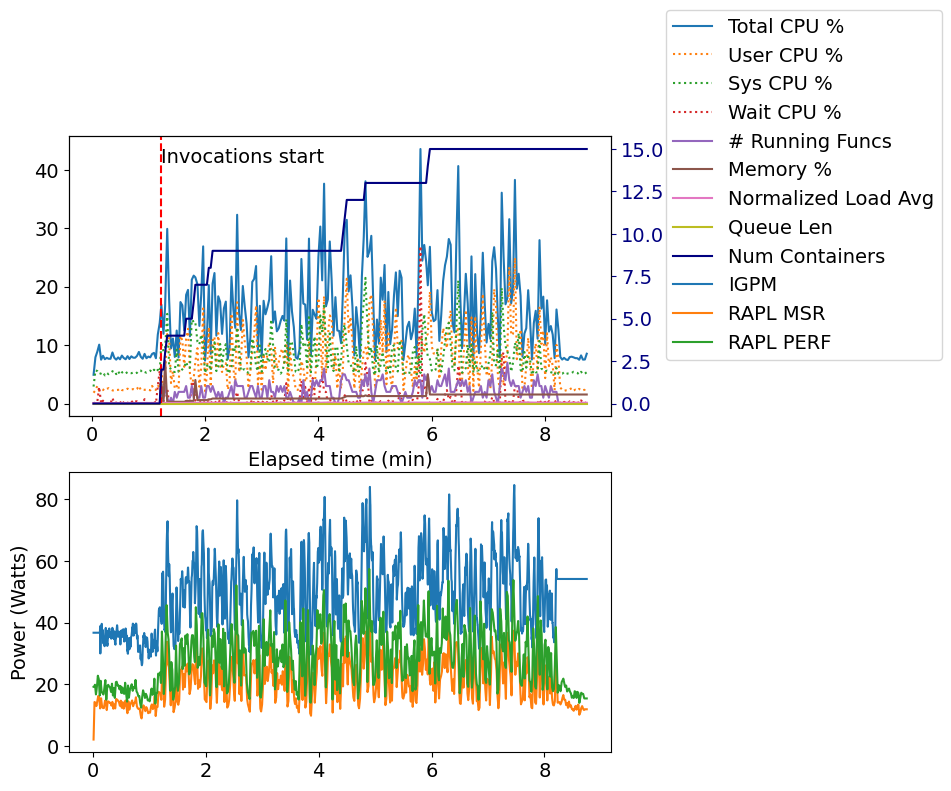 Total CPU %
User CPU %
Sys CPU %
Wait CPU %
# Running Funcs
Memory %
Normalized Load Avg
Queue Len
Num Containers
IGPM
RAPL MSR
RAPL PERF
Invocations start
40
30
20
10
0
15.0
12.5
10.0
7.5
5.0
2.5
0.0
0 2 4 6 8
Elapsed time (min)
Power (Watts)
80
60
40
20
0
0 2 4 6 8